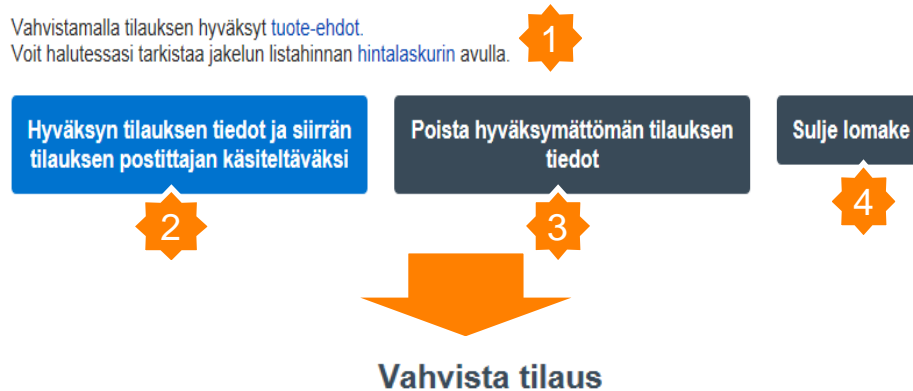 Vahvistamalla tilauksen hyväksyt tuote-ehdot.
Voit halutessasi tarkistaa jakelun listahinnan hintalaskurin avulla.
1
Hyväksyn tilauksen tiedot ja siirrän
tilauksen postittajan käsiteltäväksi
Poista hyväksymättömän tilauksen
tiedot
Sulje lomake
2
3
4
Vahvista tilaus